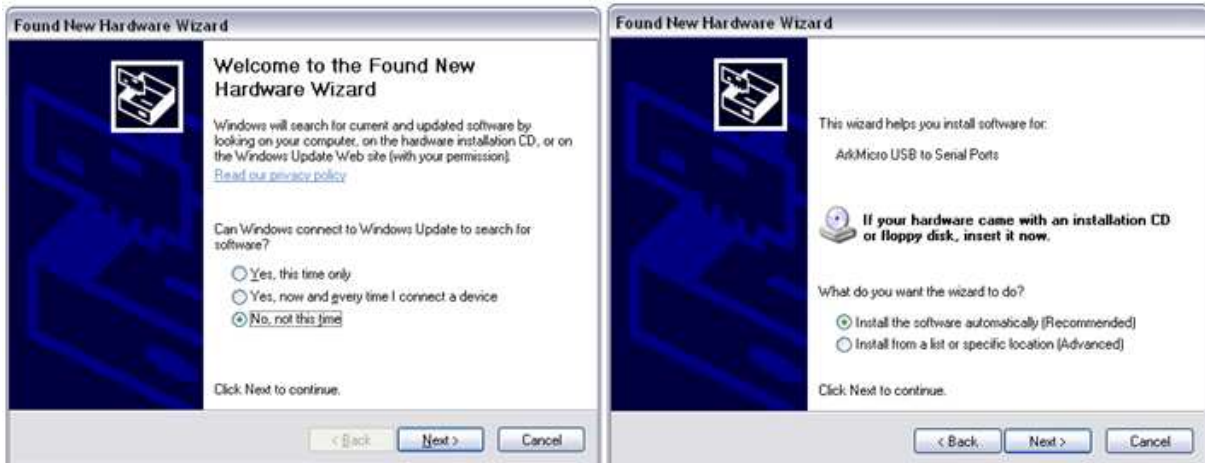 Found New Hardware Wizard
Welcome to the Found New
Hardware Wizard
Windows will search for current and updated software by
looking on your computer, on the hardware installation CD, or on
the Windows Update Web site (with your permission).
Read our privacy policy
Can Windows connect to Windows Update to search for
software?
Yes, this time only
Yes, now and every time I connect a device
No, not this time
Click Next to continue.
< Back
Next >
Cancel
Found New Hardware Wizard
This wizard helps you install software for:
ArkMicro USB to Serial Ports
If your hardware came with an installation CD
or floppy disk, insert it now.
What do you want the wizard to do?
Install the software automatically (Recommended)
Install from a list or specific location (Advanced)
Click Next to continue.
< Back
Next >
Cancel